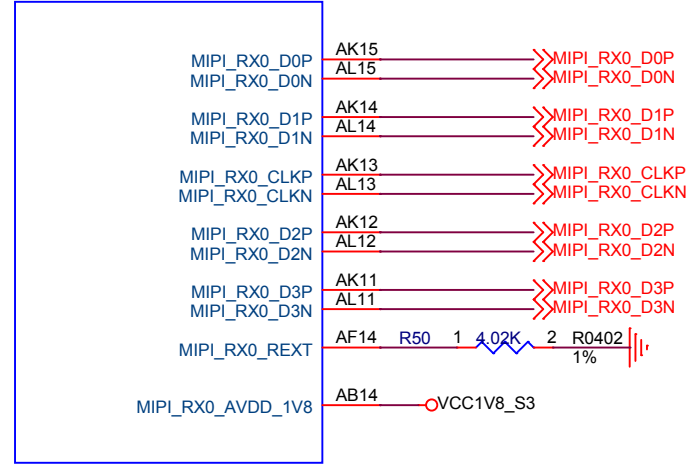 MIPI_RX0_D0P AK15 MIPI_RX0_D0P
MIPI_RX0_D0N AL15 MIPI_RX0_D0N
MIPI_RX0_D1P AK14 MIPI_RX0_D1P
MIPI_RX0_D1N AL14 MIPI_RX0_D1N
MIPI_RX0_CLKP AK13 MIPI_RX0_CLKP
MIPI_RX0_CLKN AL13 MIPI_RX0_CLKN
MIPI_RX0_D2P AK12 MIPI_RX0_D2P
MIPI_RX0_D2N AL12 MIPI_RX0_D2N
MIPI_RX0_D3P AK11 MIPI_RX0_D3P
MIPI_RX0_D3N AL11 MIPI_RX0_D3N
MIPI_RX0_REXT AF14 R50 1 4.02K 2 R0402
1%
MIPI_RX0_AVDD_1V8 AB14 VCC1V8_S3